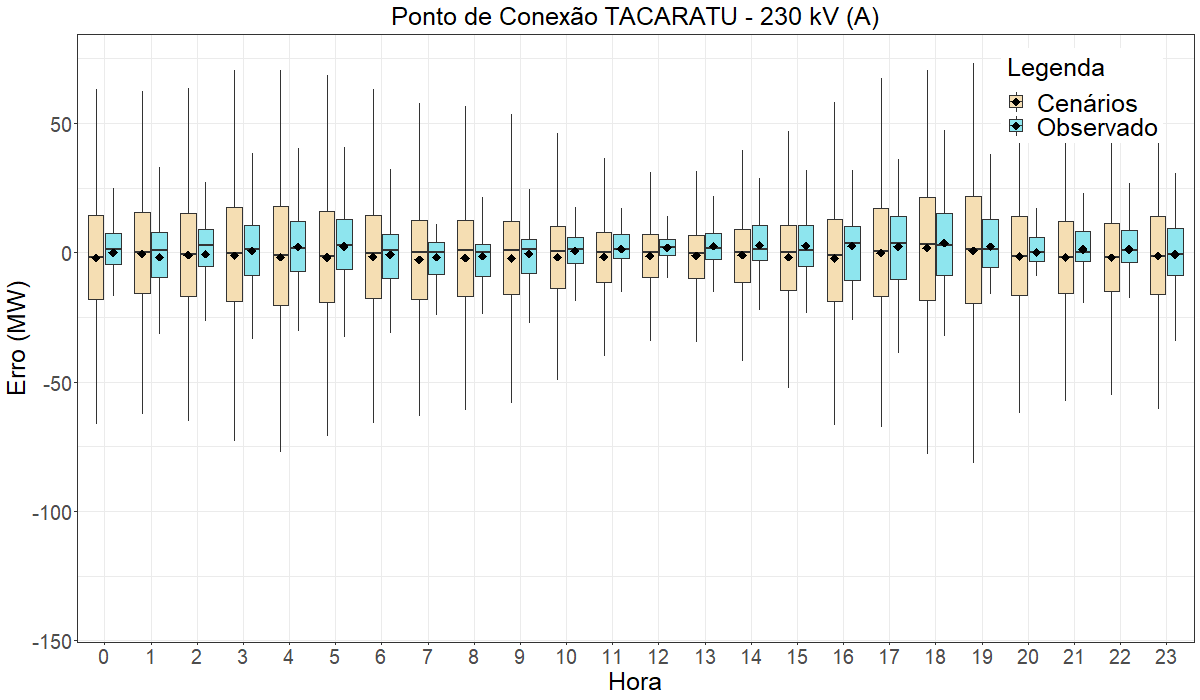 Ponto de Conexão TACARATU - 230 kV (A)
Legenda
Cenários
Observado
Erro (MW)
50
0
-50
-100
-150
0 1 2 3 4 5 6 7 8 9 10 11 12 13 14 15 16 17 18 19 20 21 22 23
Hora